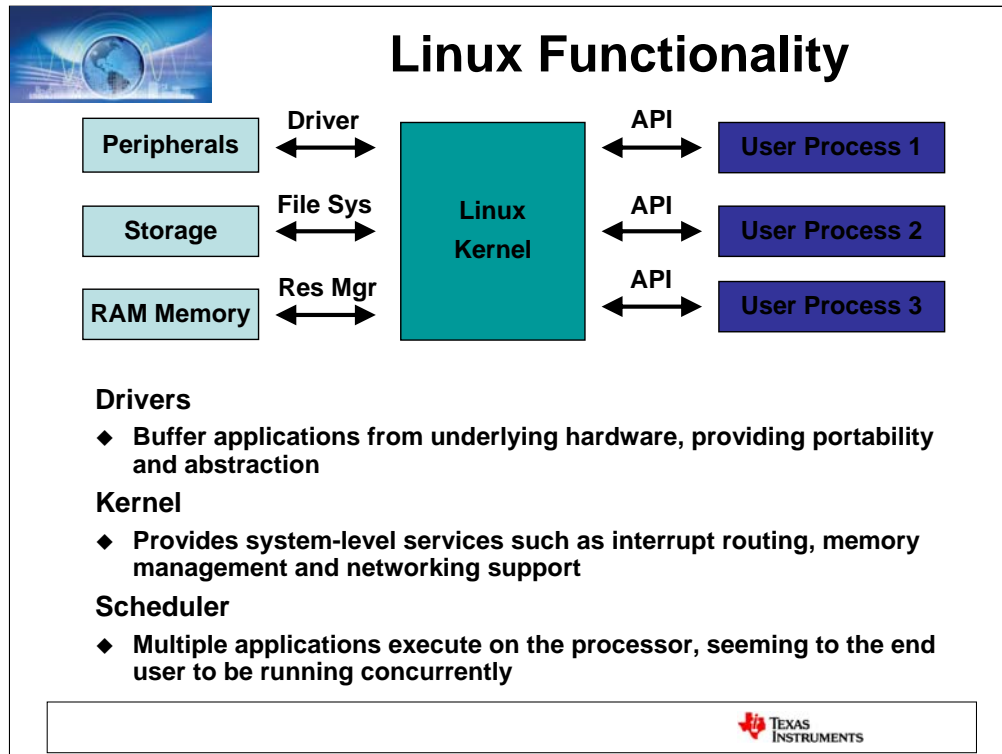 Linux Functionality
Driver
API
Peripherals
User Process 1
File Sys
API
Storage
Linux
Kernel
User Process 2
Res Mgr
API
RAM Memory
User Process 3
Drivers
◆ Buffer applications from underlying hardware, providing portability
and abstraction
Kernel
◆ Provides system-level services such as interrupt routing, memory
management and networking support
Scheduler
◆ Multiple applications execute on the processor, seeming to the end
user to be running concurrently
TEXAS
INSTRUMENTS